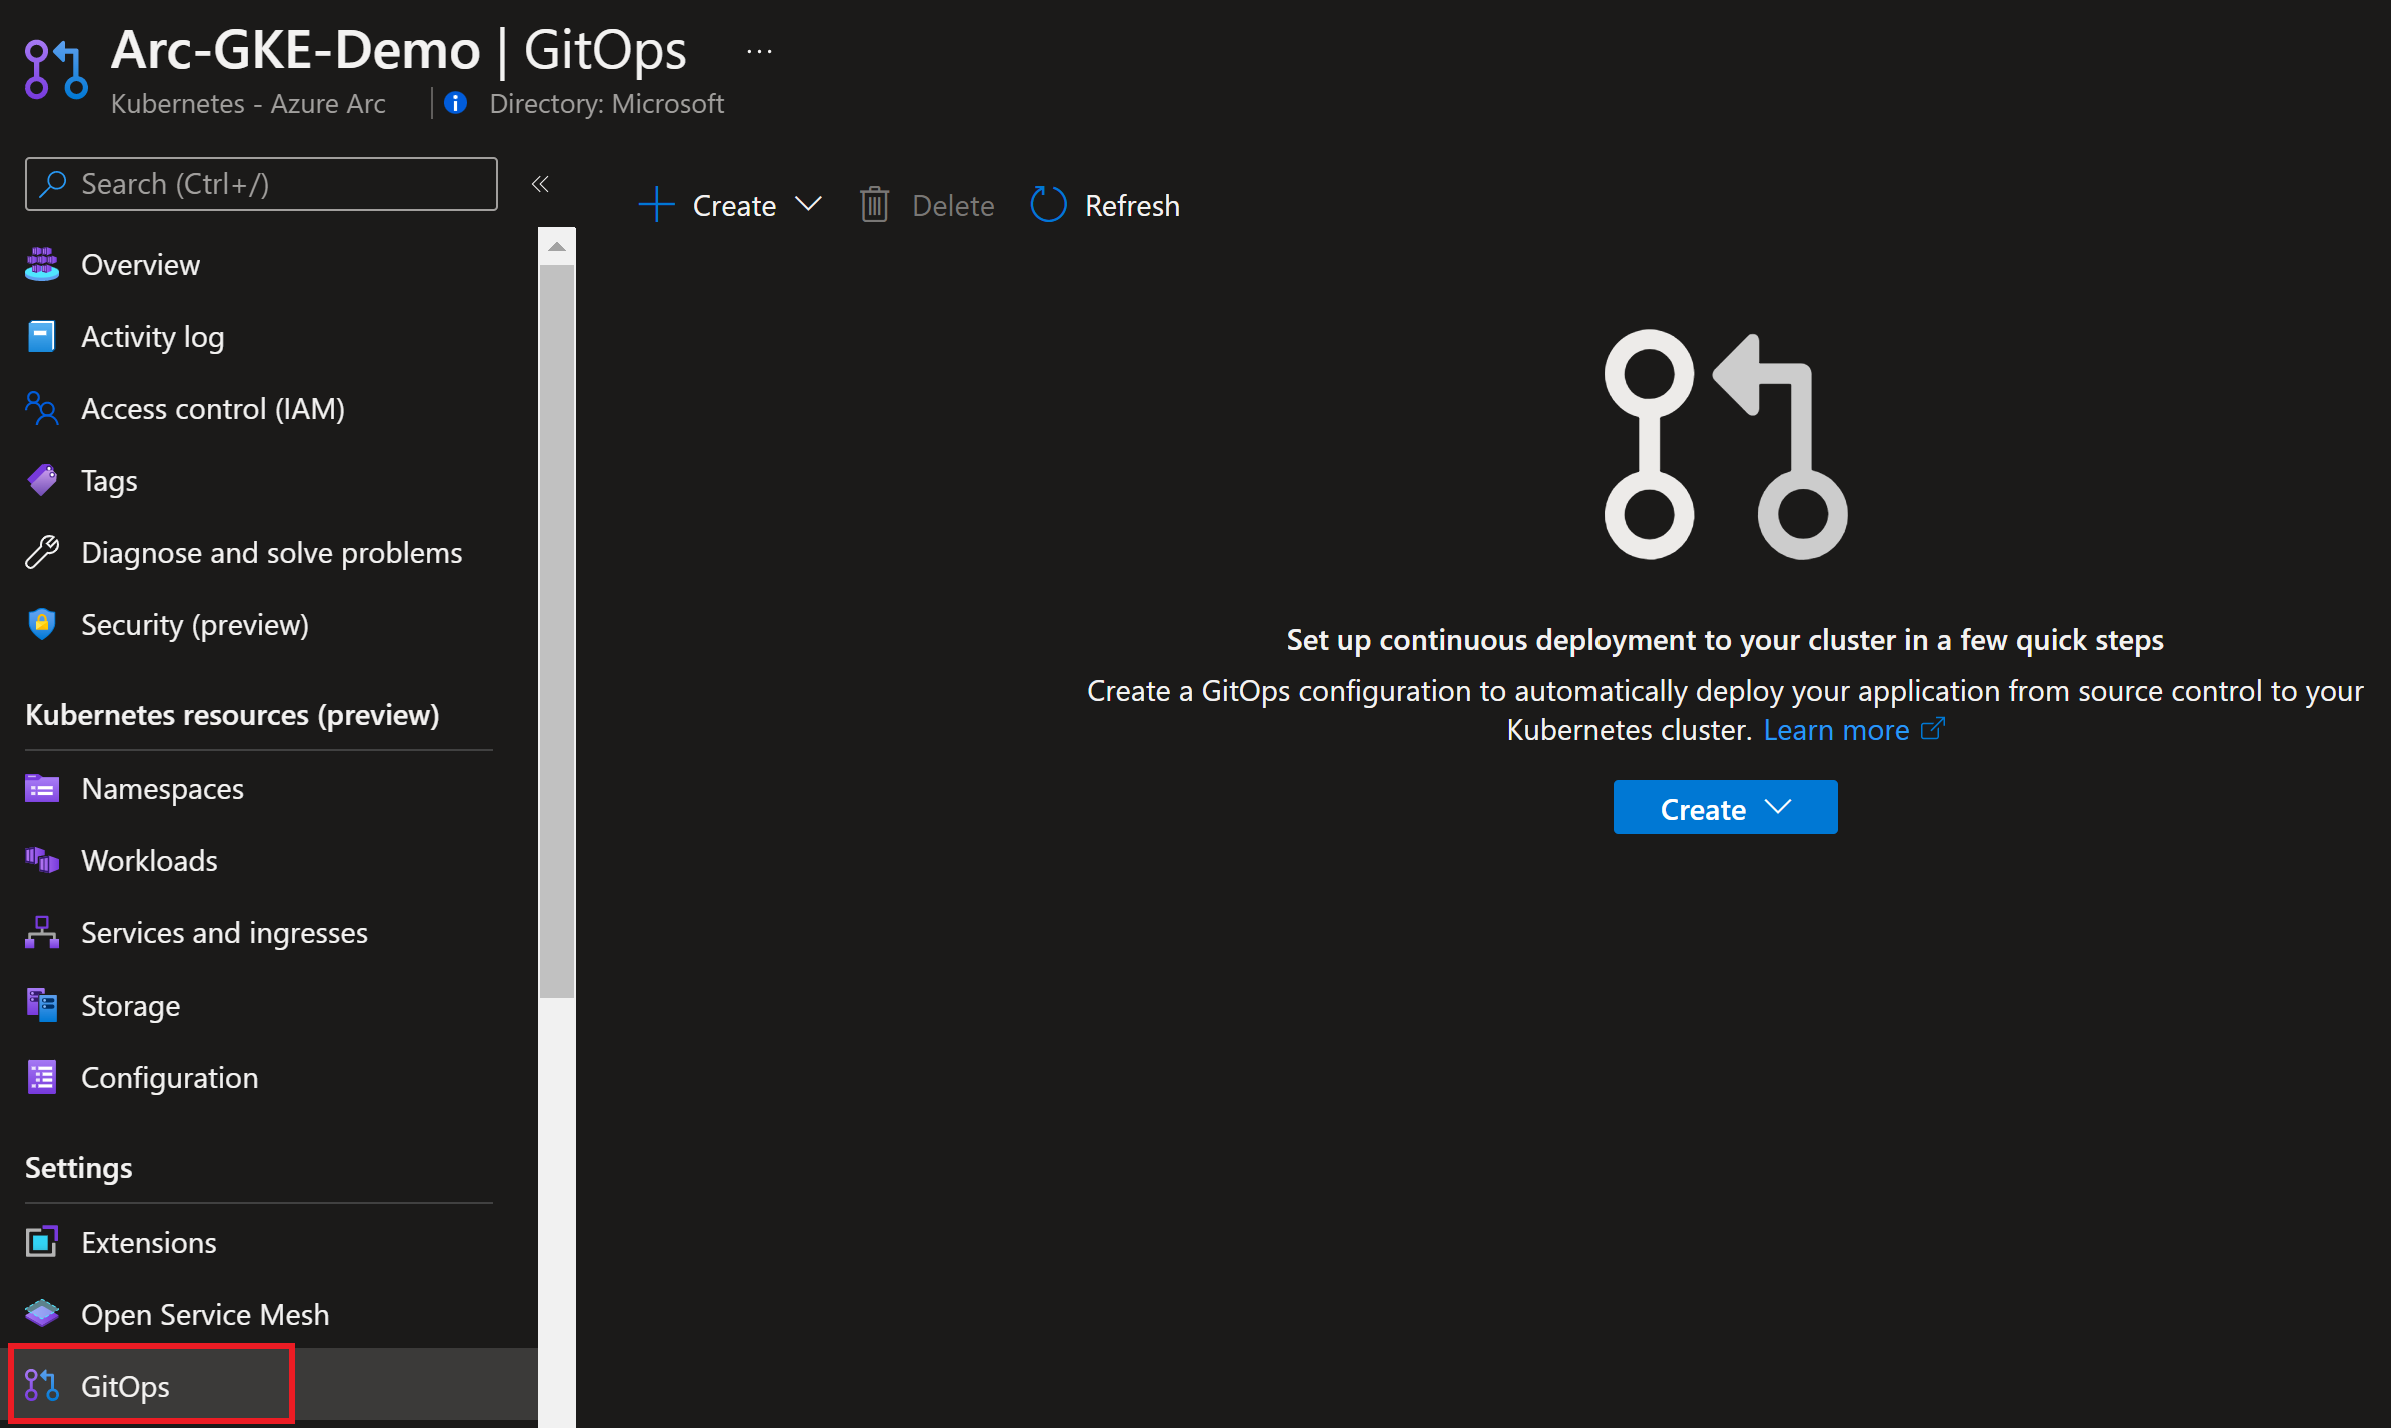 Arc-GKE-Demo | GitOps ...
Kubernetes - Azure Arc | Directory: Microsoft
Search (Ctrl+/)
Overview
Activity log
Access control (IAM)
Tags
Diagnose and solve problems
Security (preview)
Kubernetes resources (preview)
Namespaces
Workloads
Services and ingresses
Storage
Configuration
Settings
Extensions
Open Service Mesh
GitOps
Create Delete Refresh
Set up continuous deployment to your cluster in a few quick steps
Create a GitOps configuration to automatically deploy your application from source control to your
Kubernetes cluster. Learn more
Create